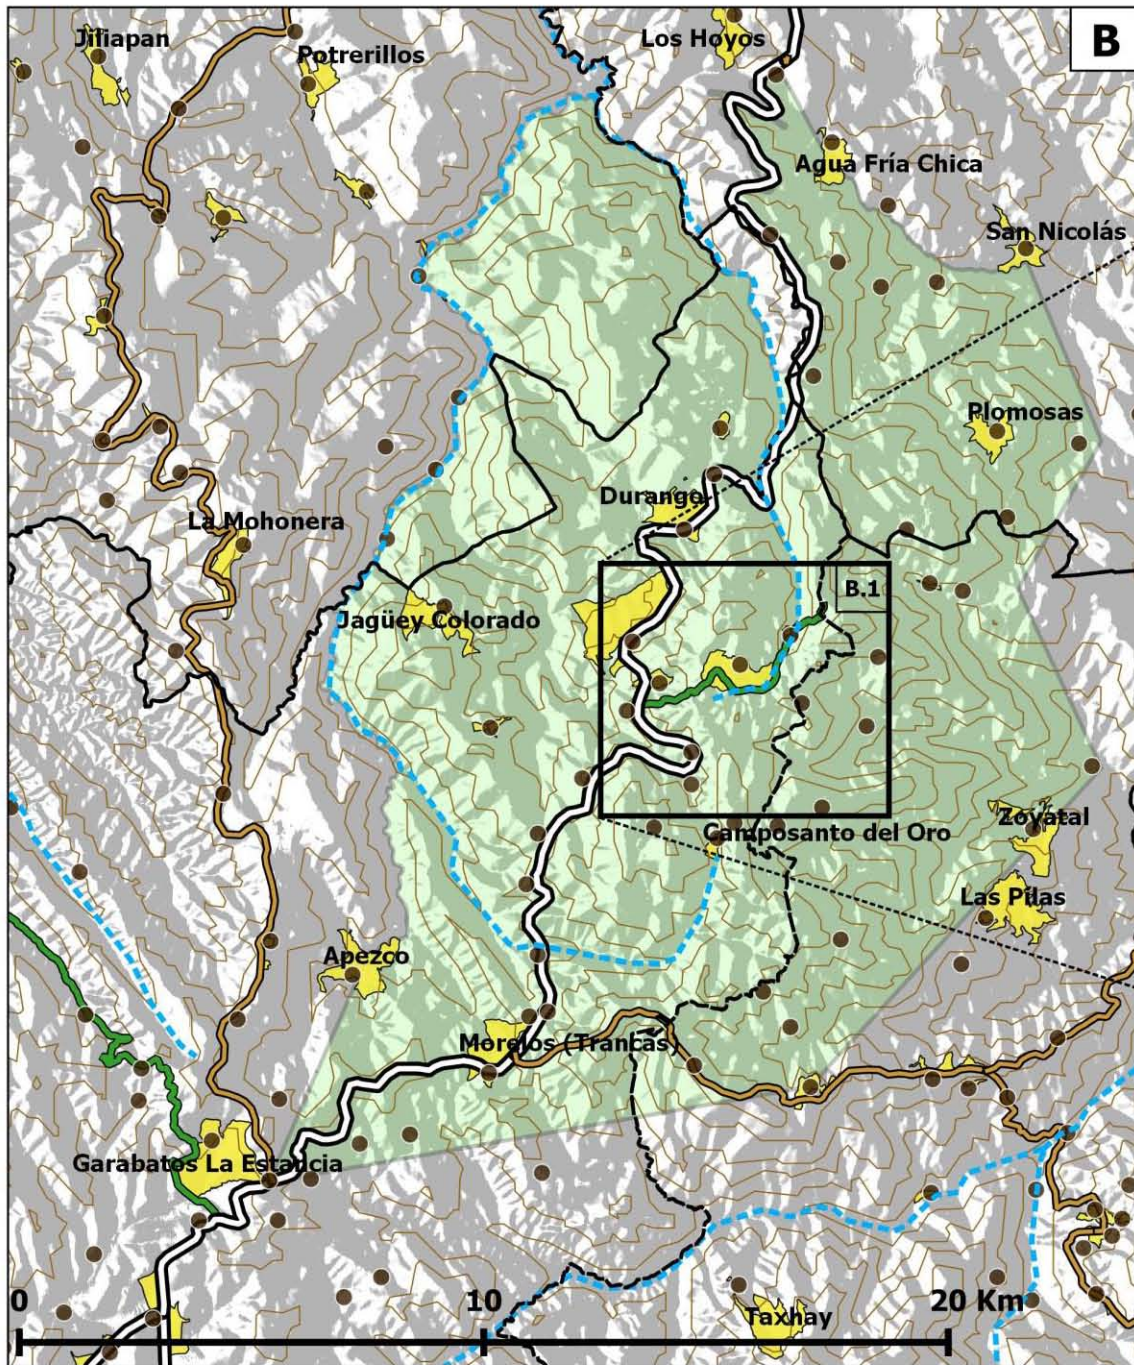 B
Jiliapan
Potrerillos
Los Hoyos
Agua Fría Chica
San Nicolás
Plomosas
Durango
La Mohonera
B.1
Jagüey Colorado
Zoyatal
Camposanto del Oro
Las Pilas
Apezco
Morelos (Trancas)
Garabatos La Estancia
0 10 20 Km
Taxhay